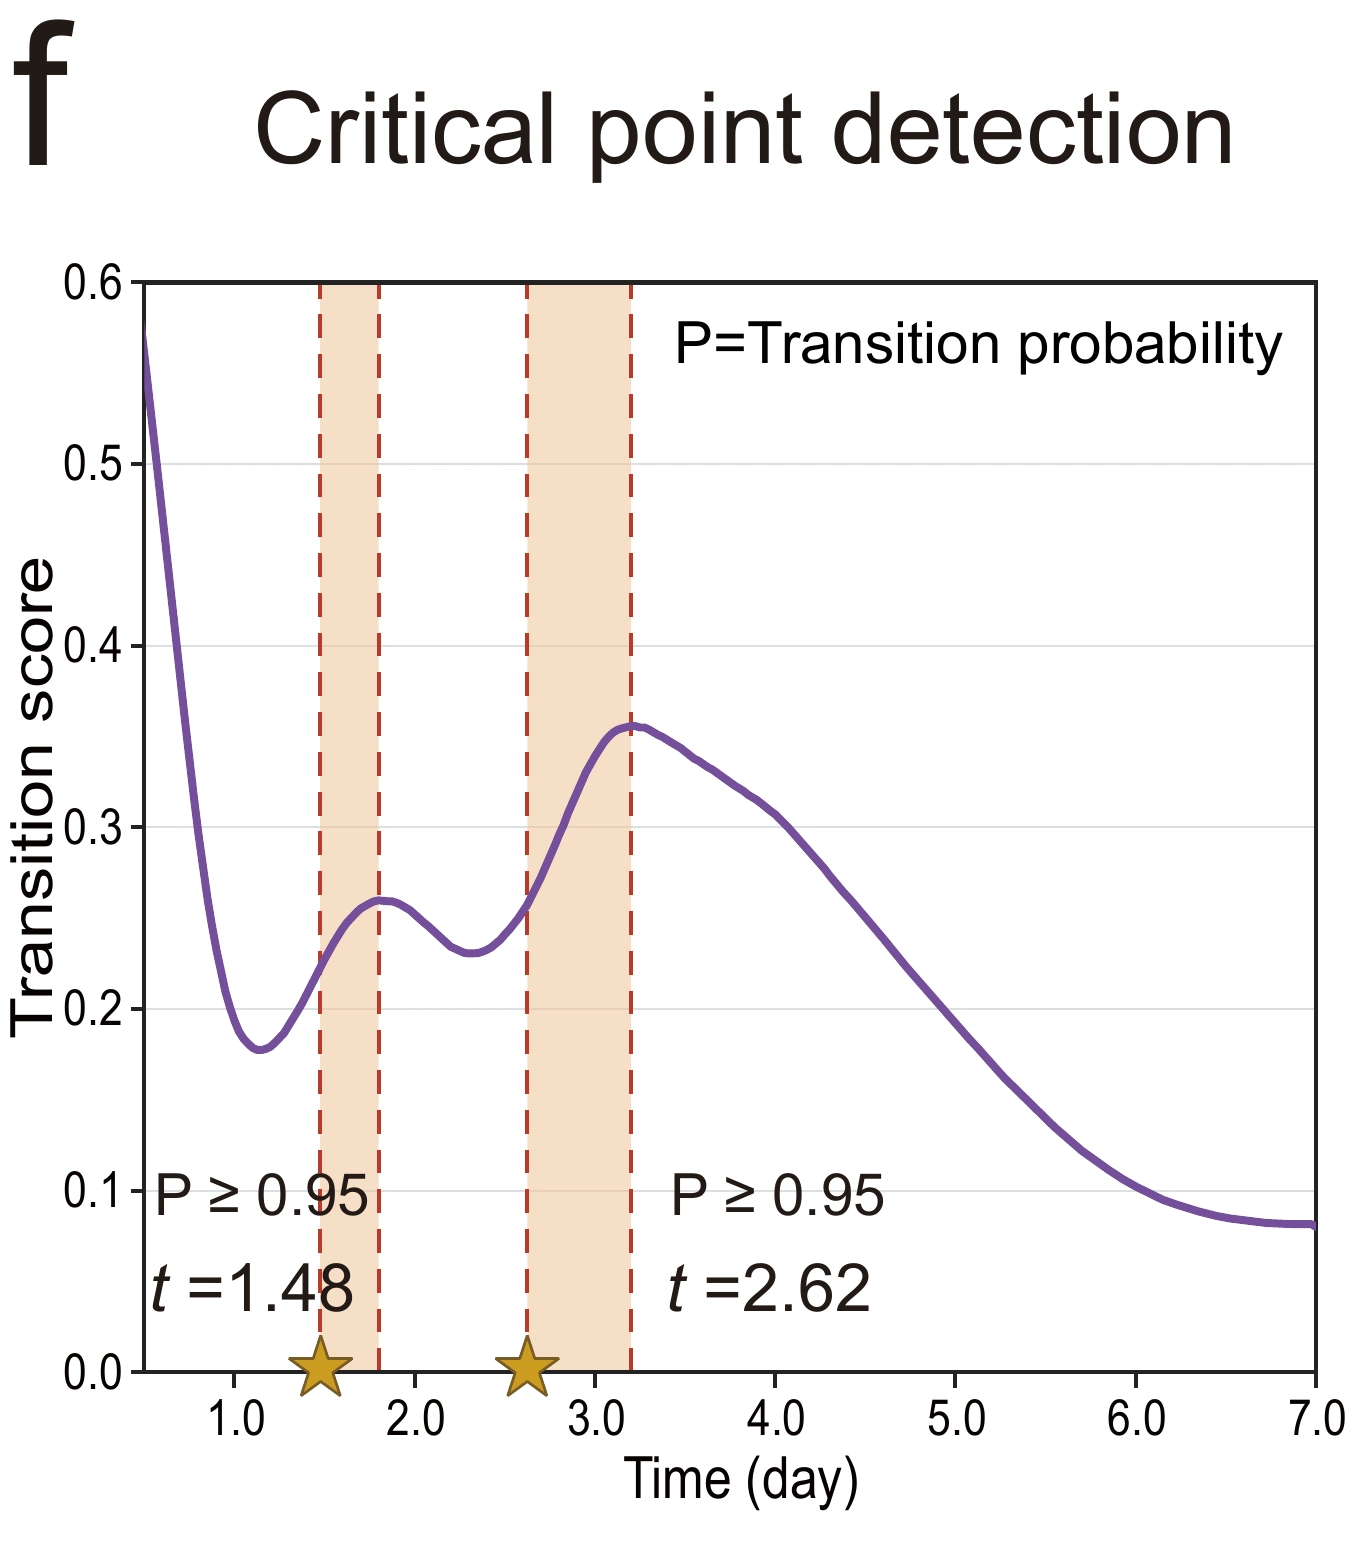 f
Critical point detection
P=Transition probability
Transition score
0.6
0.5
0.4
0.3
0.2
0.1
0.0
P ≥ 0.95
t =1.48
P ≥ 0.95
t =2.62
1.0 2.0 3.0 4.0 5.0 6.0 7.0
Time (day)